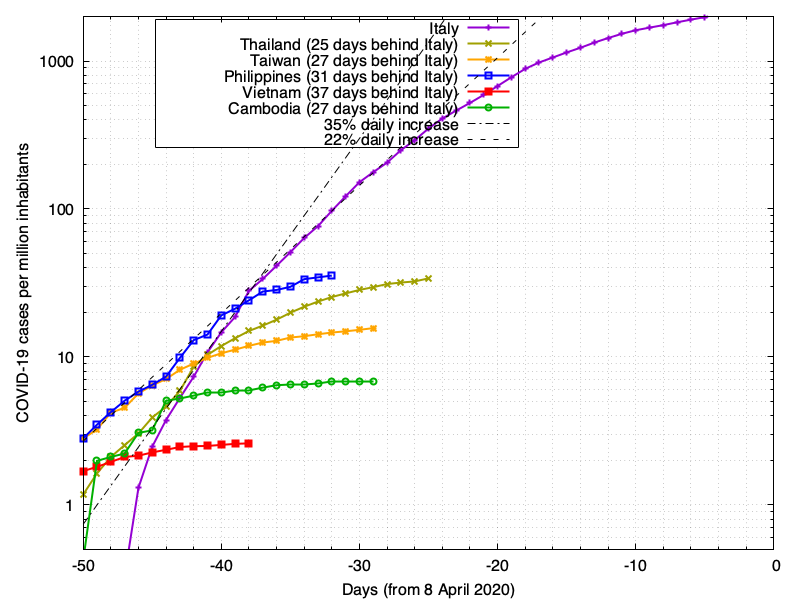 Italy
Thailand (25 days behind Italy)
Taiwan (27 days behind Italy)
Philippines (31 days behind Italy)
Vietnam (37 days behind Italy)
Cambodia (27 days behind Italy)
35% daily increase
22% daily increase
1000
100
10
1
COVID-19 cases per million inhabitants
-50 -40 -30 -20 -10 0
Days (from 8 April 2020)